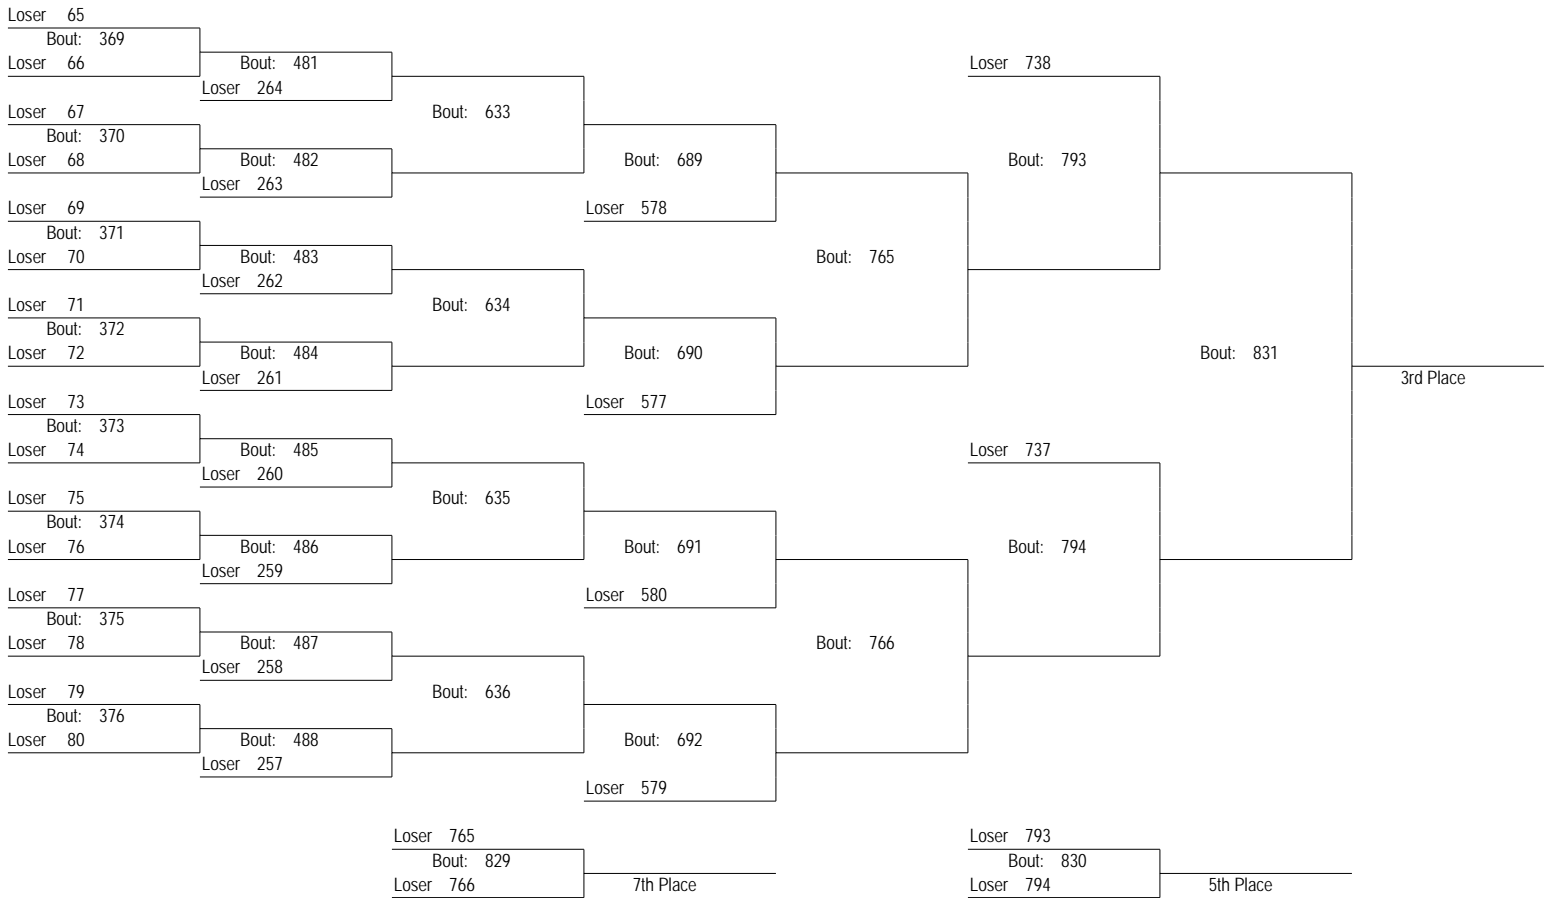 Loser 65
Bout: 369
Loser 66
Bout: 481
Loser 264
Loser 67
Bout: 370
Loser 68
Bout: 482
Loser 263
Loser 69
Bout: 371
Loser 70
Bout: 483
Loser 262
Loser 71
Bout: 372
Loser 72
Bout: 484
Loser 261
Loser 73
Bout: 373
Loser 74
Bout: 485
Loser 260
Loser 75
Bout: 374
Loser 76
Bout: 486
Loser 259
Loser 77
Bout: 375
Loser 78
Bout: 487
Loser 258
Loser 79
Bout: 376
Loser 80
Bout: 488
Loser 257
Bout: 633
Bout: 634
Bout: 635
Bout: 636
Bout: 689
Loser 578
Bout: 690
Loser 577
Bout: 691
Loser 580
Bout: 692
Loser 579
Bout: 765
Bout: 766
Loser 738
Bout: 793
Loser 737
Bout: 794
Bout: 831
3rd Place
Loser 765
Bout: 829
Loser 766
7th Place
Loser 793
Bout: 830
Loser 794
5th Place